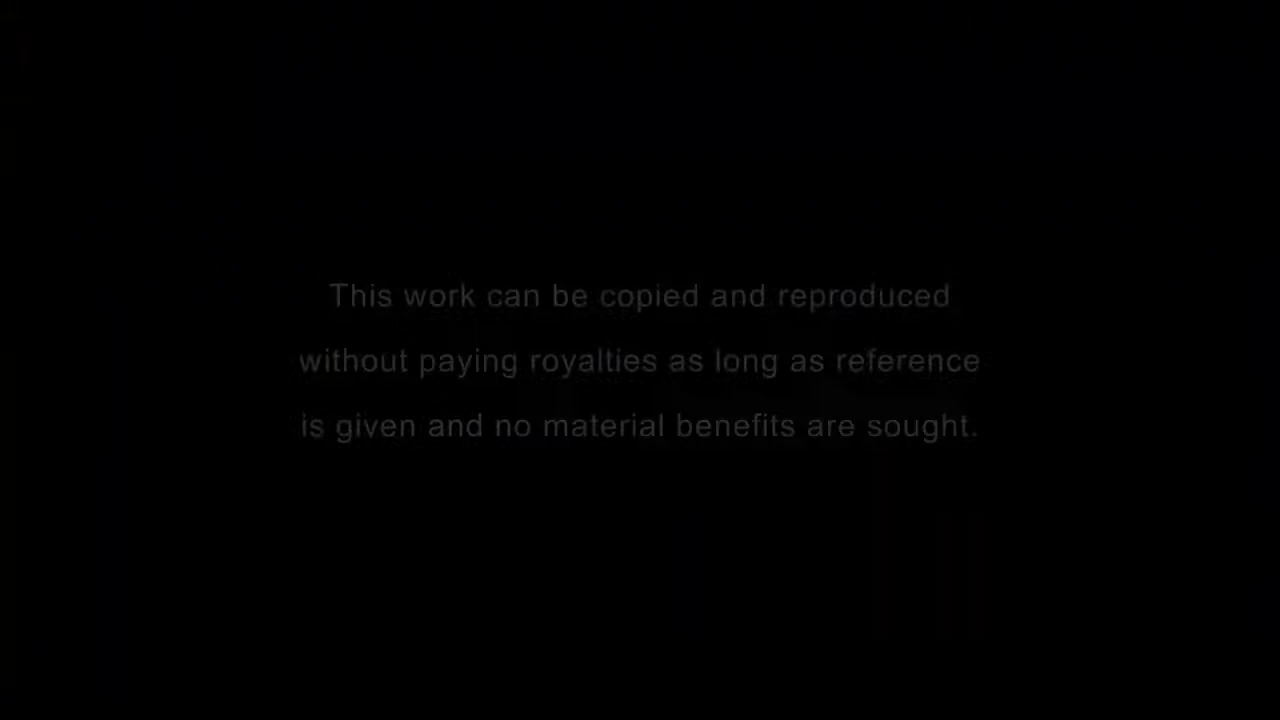 This work can be copied and reproduced
without paying royalties as long as reference
is given and no material benefits are sought.